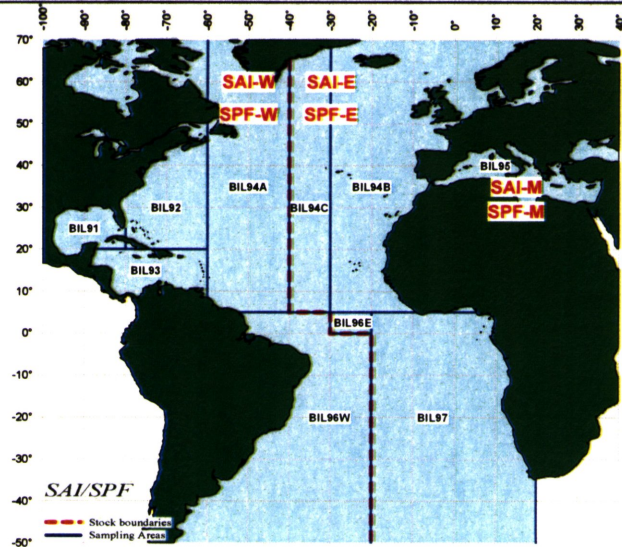 -100° -90° -80° -70° -60° -50° -40° -30° -20° -10° 0° 10° 20° 30° 40°
70°
60°
SAI-W SAI-E
50°
SPF-W SPF-E
40°
BIL95
BIL94A BIL94C BIL94B SAI-M
30°
BIL92 SPF-M
BIL91
20°
BIL93
10°
BIL96E
0°
-10°
-20°
BIL96W BIL97
-30°
SAI/SPF
-40°
Stock boundaries
Sampling Areas
-50°